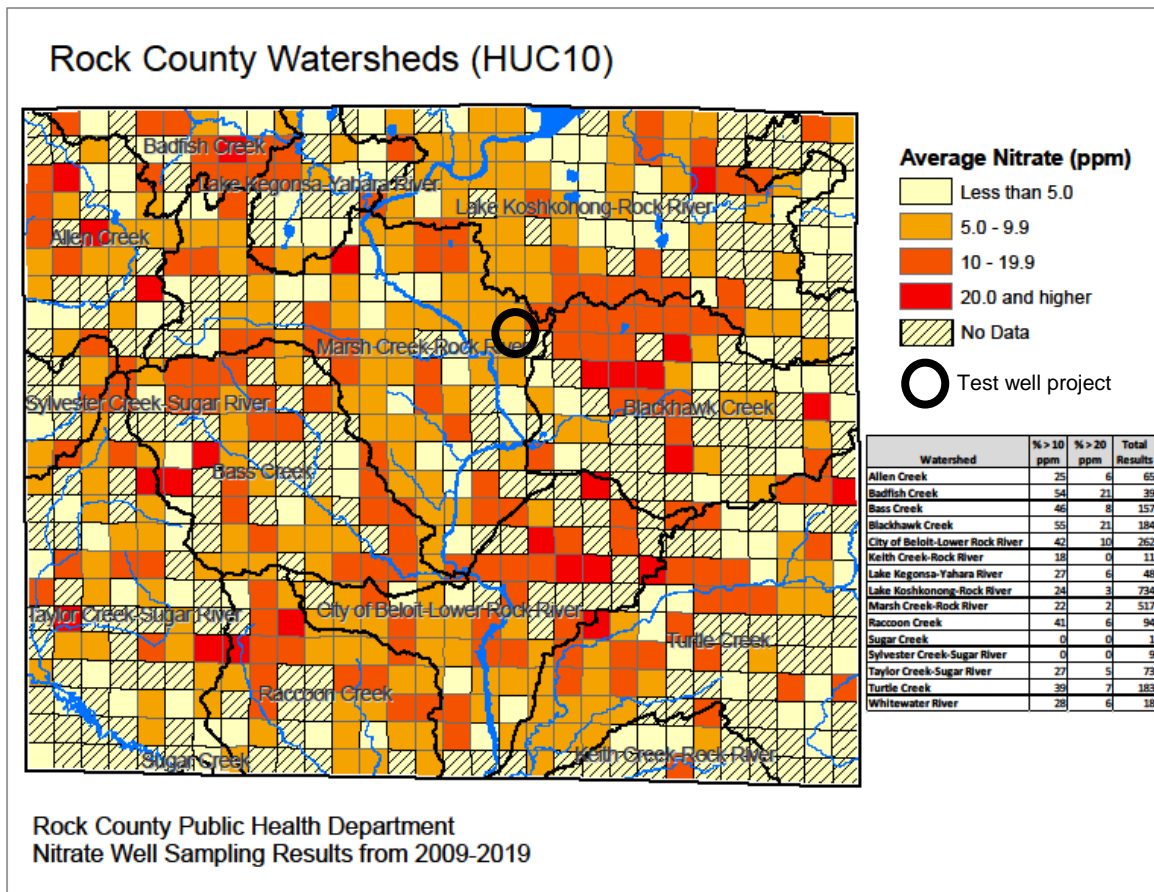 Rock County Watersheds (HUC10)
Badfish Creek
Lake Kegonsa-Yahara River
Lake Koshkonong-Rock River
Allen Creek
Marsh Creek-Rock River
Sylvester Creek-Sugar River
Blackhawk Creek
Bass Creek
City of Beloit-Lower Rock River
Taylor Creek-Sugar River
Turtle Creek
Raccoon Creek
Sugar Creek
Keith Creek-Rock River
Average Nitrate (ppm)
Less than 5.0
5.0 - 9.9
10 - 19.9
20.0 and higher
No Data
Test well project
Watershed % > 10 ppm % > 20 ppm Total Results
Allen Creek 25 6 65
Badfish Creek 54 21 39
Bass Creek 46 8 157
Blackhawk Creek 55 21 184
City of Beloit-Lower Rock River 42 10 262
Keith Creek-Rock River 18 0 11
Lake Kegonsa-Yahara River 27 6 48
Lake Koshkonong-Rock River 24 3 734
Marsh Creek-Rock River 22 2 517
Raccoon Creek 41 6 94
Sugar Creek 0 0 1
Sylvester Creek-Sugar River 0 0 9
Taylor Creek-Sugar River 27 5 73
Turtle Creek 39 7 183
Whitewater River 28 6 18
Rock County Public Health Department
Nitrate Well Sampling Results from 2009-2019